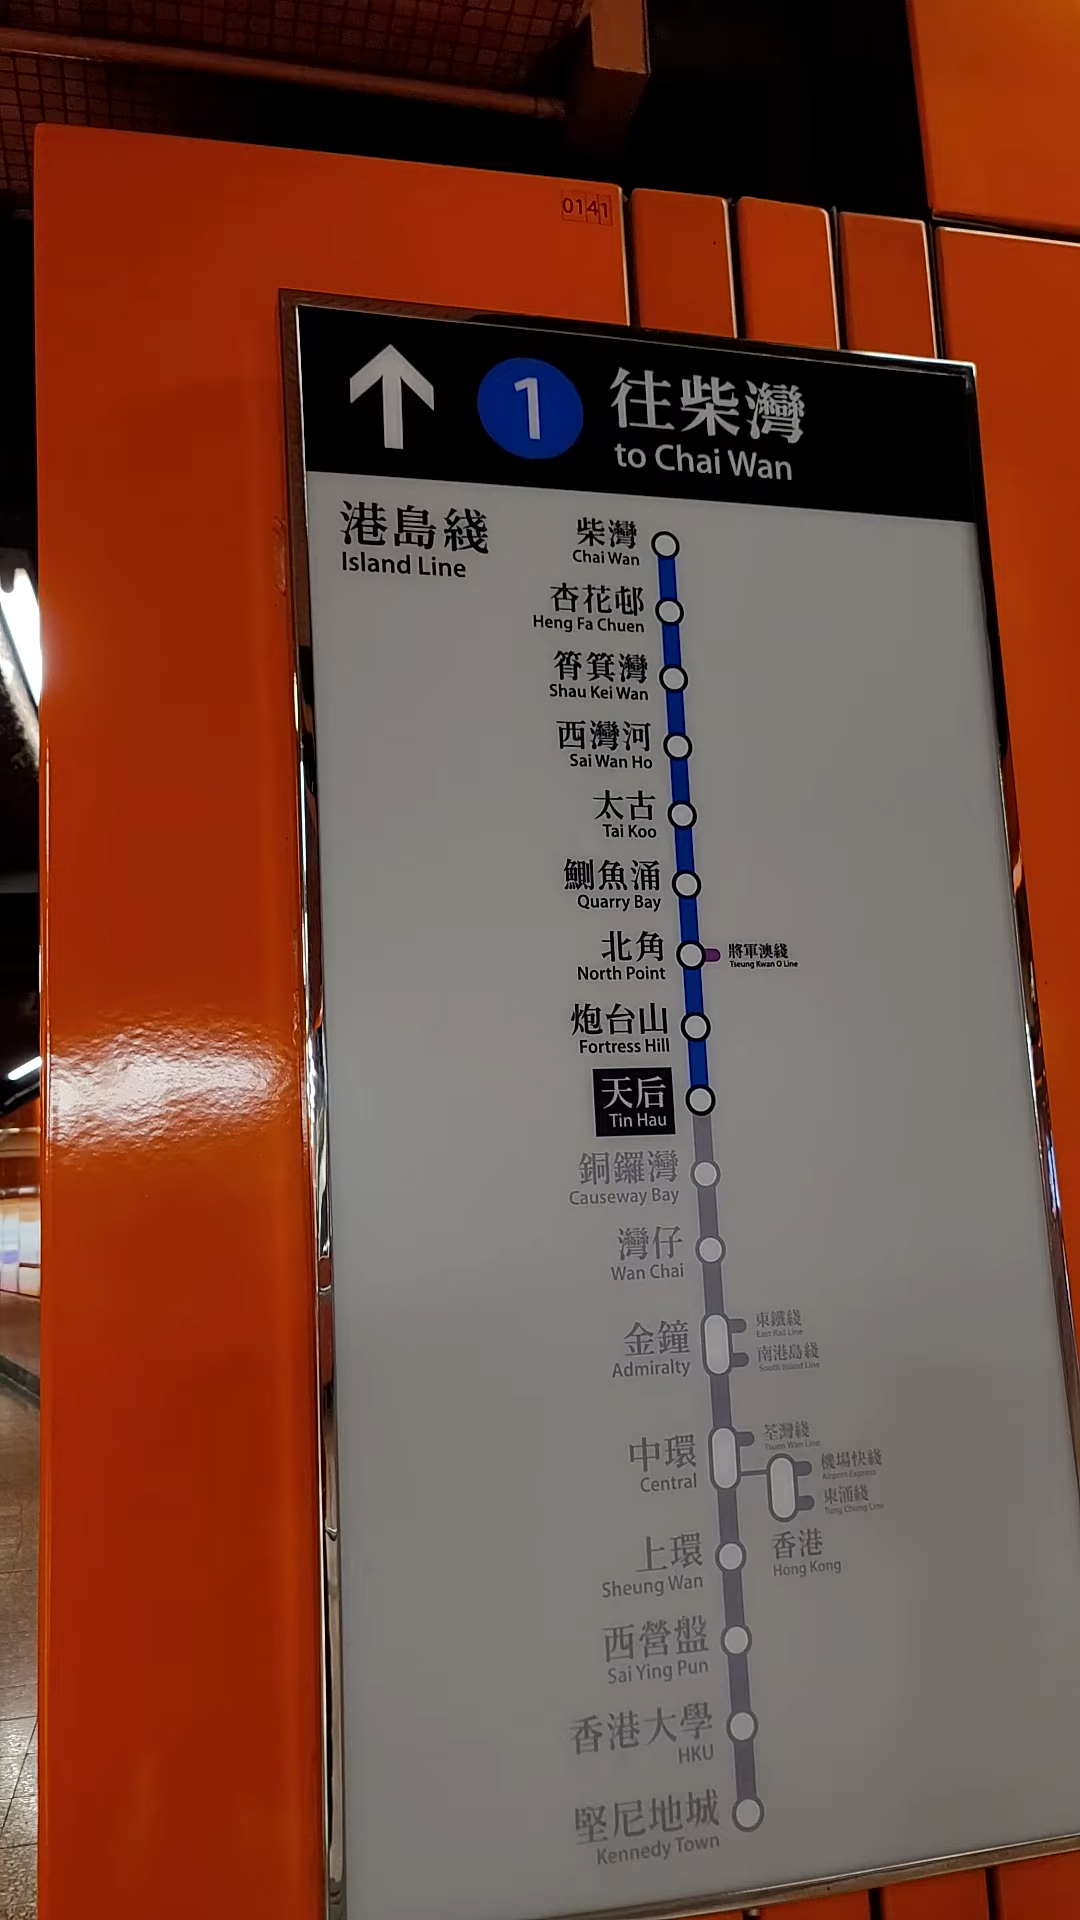 0141
1 往柴灣
to Chai Wan
港島綫
Island Line
柴灣
Chai Wan
杏花邨
Heng Fa Chuen
筲箕灣
Shau Kei Wan
西灣河
Sai Wan Ho
太古
Tai Koo
鰂魚涌
Quarry Bay
北角
North Point
將軍澳綫
Tseung Kwan O Line
炮台山
Fortress Hill
天后
Tin Hau
銅鑼灣
Causeway Bay
灣仔
Wan Chai
金鐘
Admiralty
東鐵綫
East Rail Line
南港島綫
South Island Line
中環
Central
荃灣綫
Tsuen Wan Line
機場快綫
Airport Express
東涌綫
Tung Chung Line
香港
Hong Kong
上環
Sheung Wan
西營盤
Sai Ying Pun
香港大學
HKU
堅尼地城
Kennedy Town